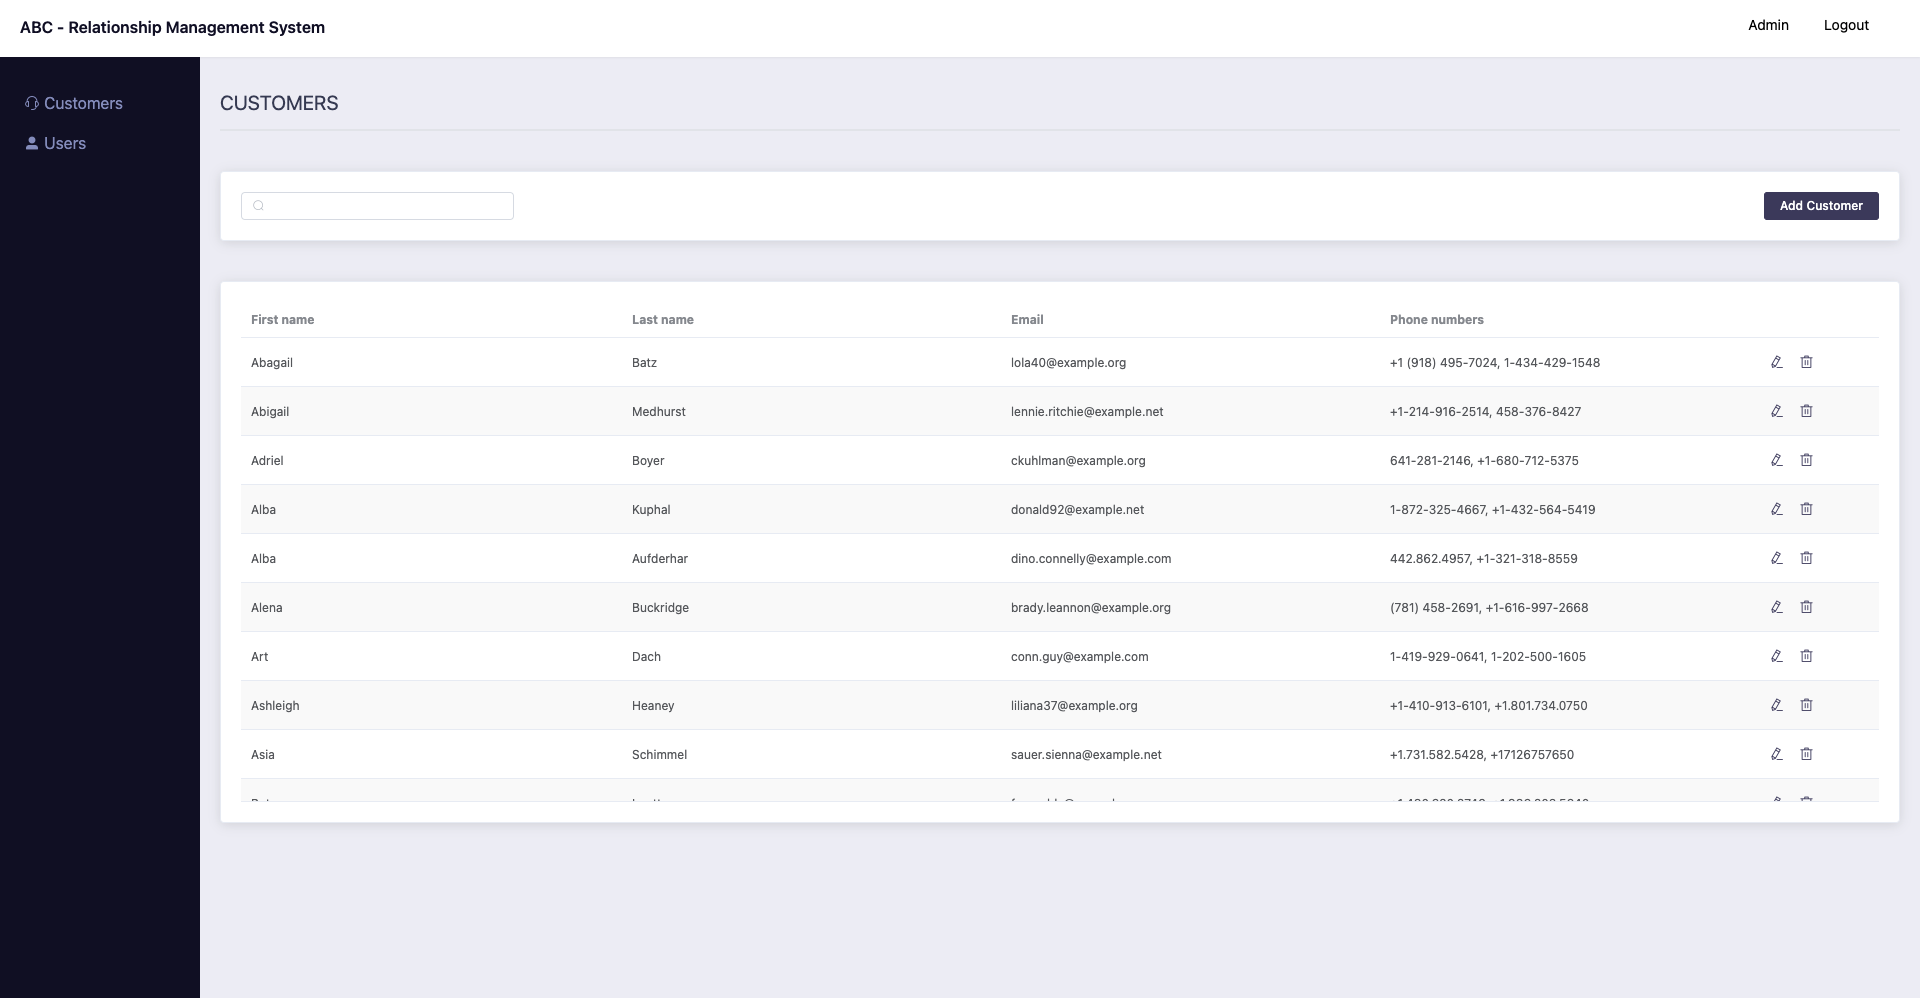 ABC - Relationship Management System
Admin Logout
Customers
Users
CUSTOMERS
Add Customer
First name Last name Email Phone numbers
Abagail Batz lola40@example.org +1 (918) 495-7024, 1-434-429-1548
Abigail Medhurst lennie.ritchie@example.net +1-214-916-2514, 458-376-8427
Adriel Boyer ckuhlman@example.org 641-281-2146, +1-680-712-5375
Alba Kuphal donald92@example.net 1-872-325-4667, +1-432-564-5419
Alba Aufderhar dino.connelly@example.com 442.862.4957, +1-321-318-8559
Alena Buckridge brady.leannon@example.org (781) 458-2691, +1-616-997-2668
Art Dach conn.guy@example.com 1-419-929-0641, 1-202-500-1605
Ashleigh Heaney liliana37@example.org +1-410-913-6101, +1.801.734.0750
Asia Schimmel sauer.sienna@example.net +1.731.582.5428, +17126757650